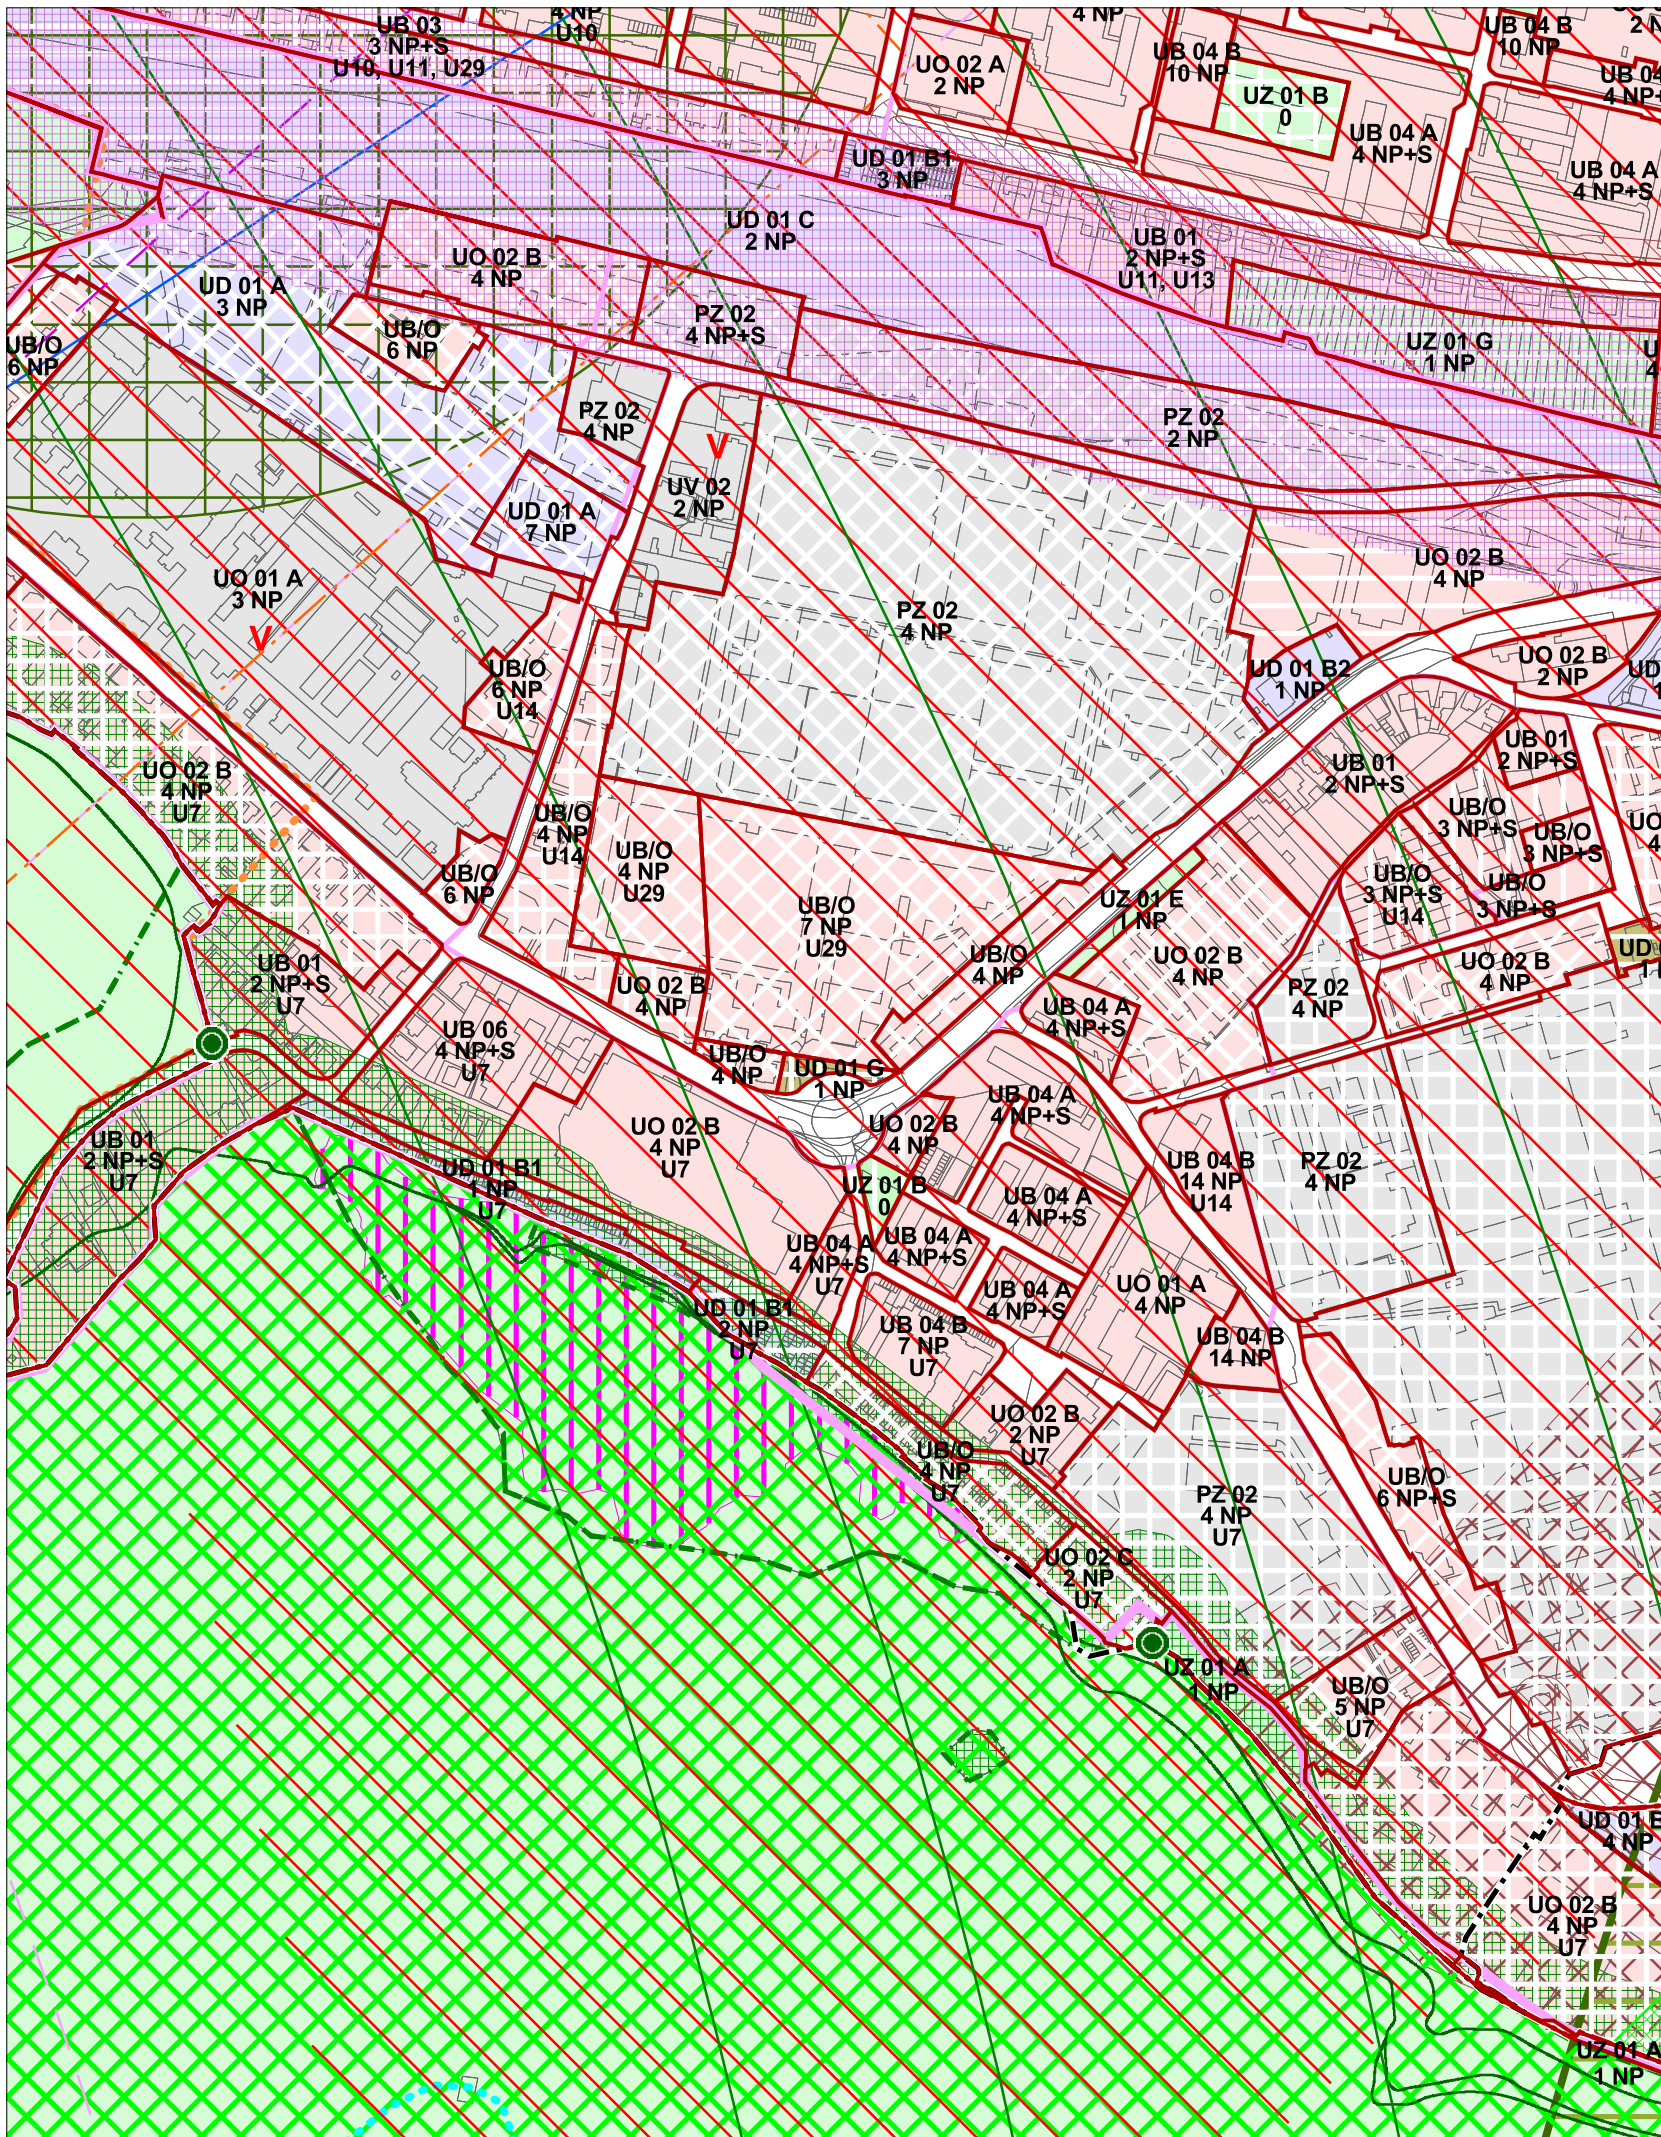 UB 03
3 NP+S
U10, U11, U29
4 NP
U10
UO 02 A
2 NP
4 NP
UB 04 B
10 NP
UZ 01 B
0
UB 04 A
4 NP+S
UB 04 B
10 NP
UB 04 A
4 NP+S
UD 01 B1
3 NP
UD 01 C
2 NP
UB 01
2 NP+S
U11, U13
UO 02 B
4 NP
UD 01 A
3 NP
UB/O
6 NP
UB/O
6 NP
PZ 02
4 NP+S
UZ 01 G
1 NP
PZ 02
4 NP
V
UV 02
2 NP
PZ 02
2 NP
UD 01 A
7 NP
UO 01 A
3 NP
V
UO 02 B
4 NP
PZ 02
4 NP
UB/O
6 NP
U14
UD 01 B2
1 NP
UO 02 B
2 NP
UD
UO 02 B
4 NP
U7
UB 01
2 NP+S
UB 01
2 NP+S
UB/O
4 NP
U14
UB/O
3 NP+S
UB/O
3 NP+S
UO
4
UB/O
6 NP
UB/O
4 NP
U29
UB/O
7 NP
U29
UZ 01 E
1 NP
UB/O
3 NP+S
U14
UB/O
3 NP+S
UB 01
2 NP+S
U7
UO 02 B
4 NP
UB/O
4 NP
UO 02 B
4 NP
PZ 02
4 NP
UO 02 B
4 NP
UD
UB 06
4 NP+S
U7
UB 04 A
4 NP+S
UB/O
4 NP
UD 01 G
1 NP
UB 04 A
4 NP+S
UO 02 B
4 NP
UB 01
2 NP+S
U7
UO 02 B
4 NP
U7
UD 01 B1
1 NP
U7
UZ 01 B
0
UB 04 A
4 NP+S
UB 04 B
14 NP
U14
PZ 02
4 NP
UB 04 A
4 NP+S
U7
UB 04 A
4 NP+S
UB 04 A
4 NP+S
UO 01 A
4 NP
UD 01 B1
2 NP
U7
UB 04 B
7 NP
U7
UB 04 B
14 NP
UO 02 B
2 NP
U7
UB/O
4 NP
U7
UB/O
6 NP+S
PZ 02
4 NP
U7
UO 02 C
2 NP
U7
UZ 01 A
1 NP
UB/O
5 NP
U7
UD 01 B
4 NP
UO 02 B
4 NP
U7
UZ 01 A
1 NP